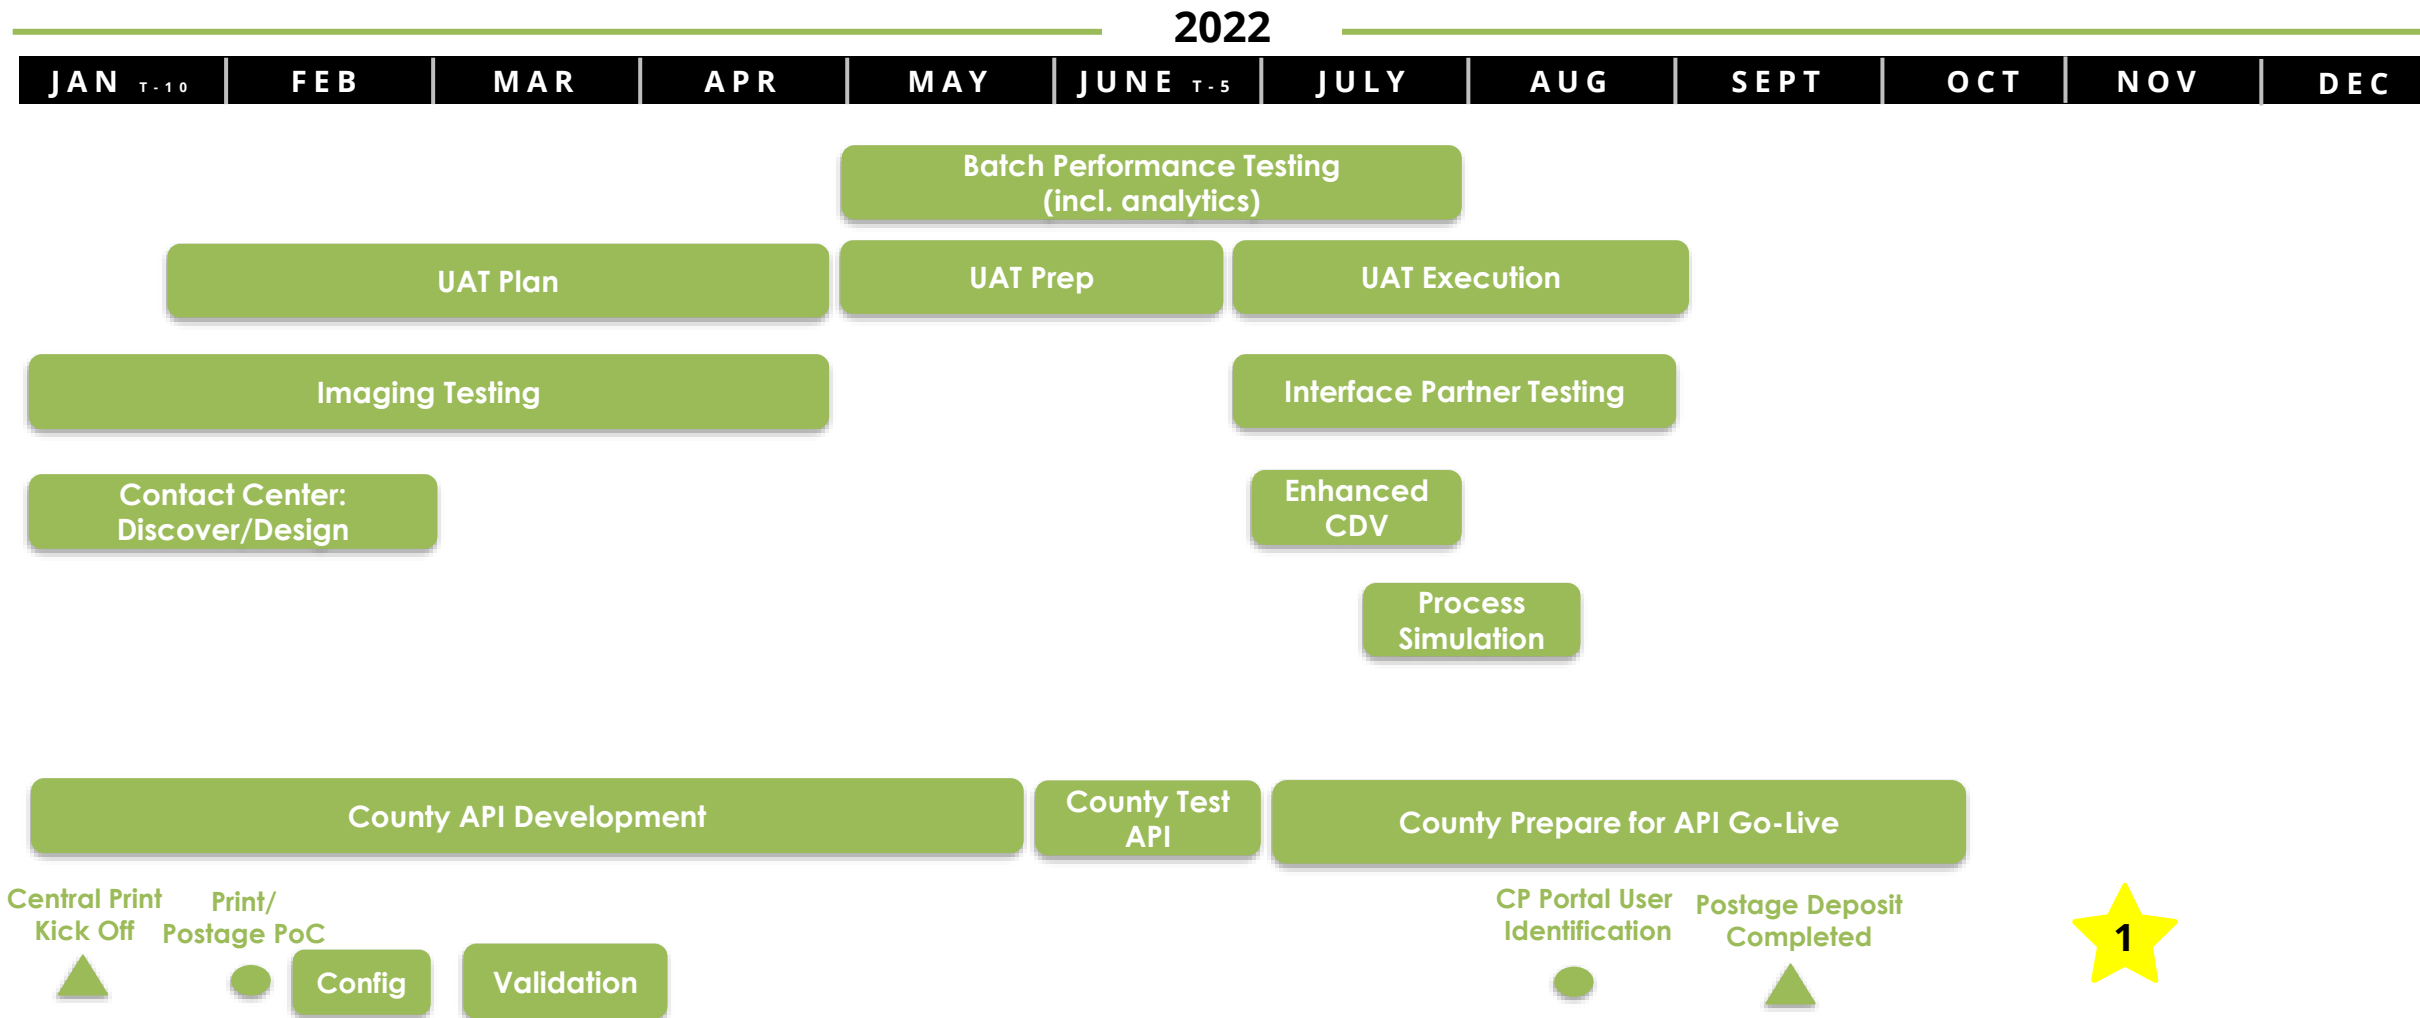 2022
JAN T-10 FEB MAR APR MAY JUNE T-5 JULY AUG SEPT OCT NOV DEC
Batch Performance Testing
(incl. analytics)
UAT Plan
UAT Prep
UAT Execution
Imaging Testing
Interface Partner Testing
Contact Center:
Discover/Design
Enhanced
CDV
Process
Simulation
County API Development
County Test
API
County Prepare for API Go-Live
Central Print
Kick Off
Print/
Postage PoC
Config
Validation
CP Portal User
Identification
Postage Deposit
Completed
1